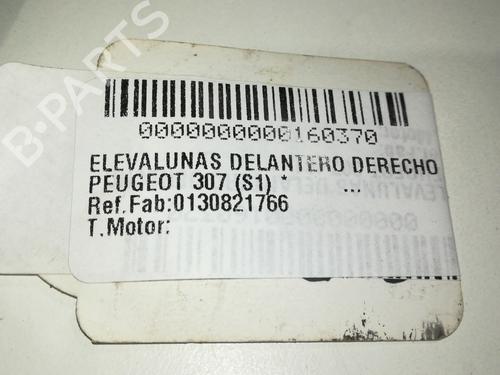 B-PARTS
0000000000160370
ELEVALUNAS DELANTERO DERECHO
PEUGEOT 307 (S1) * ...
Ref.Fab:0130821766
T.Motor: